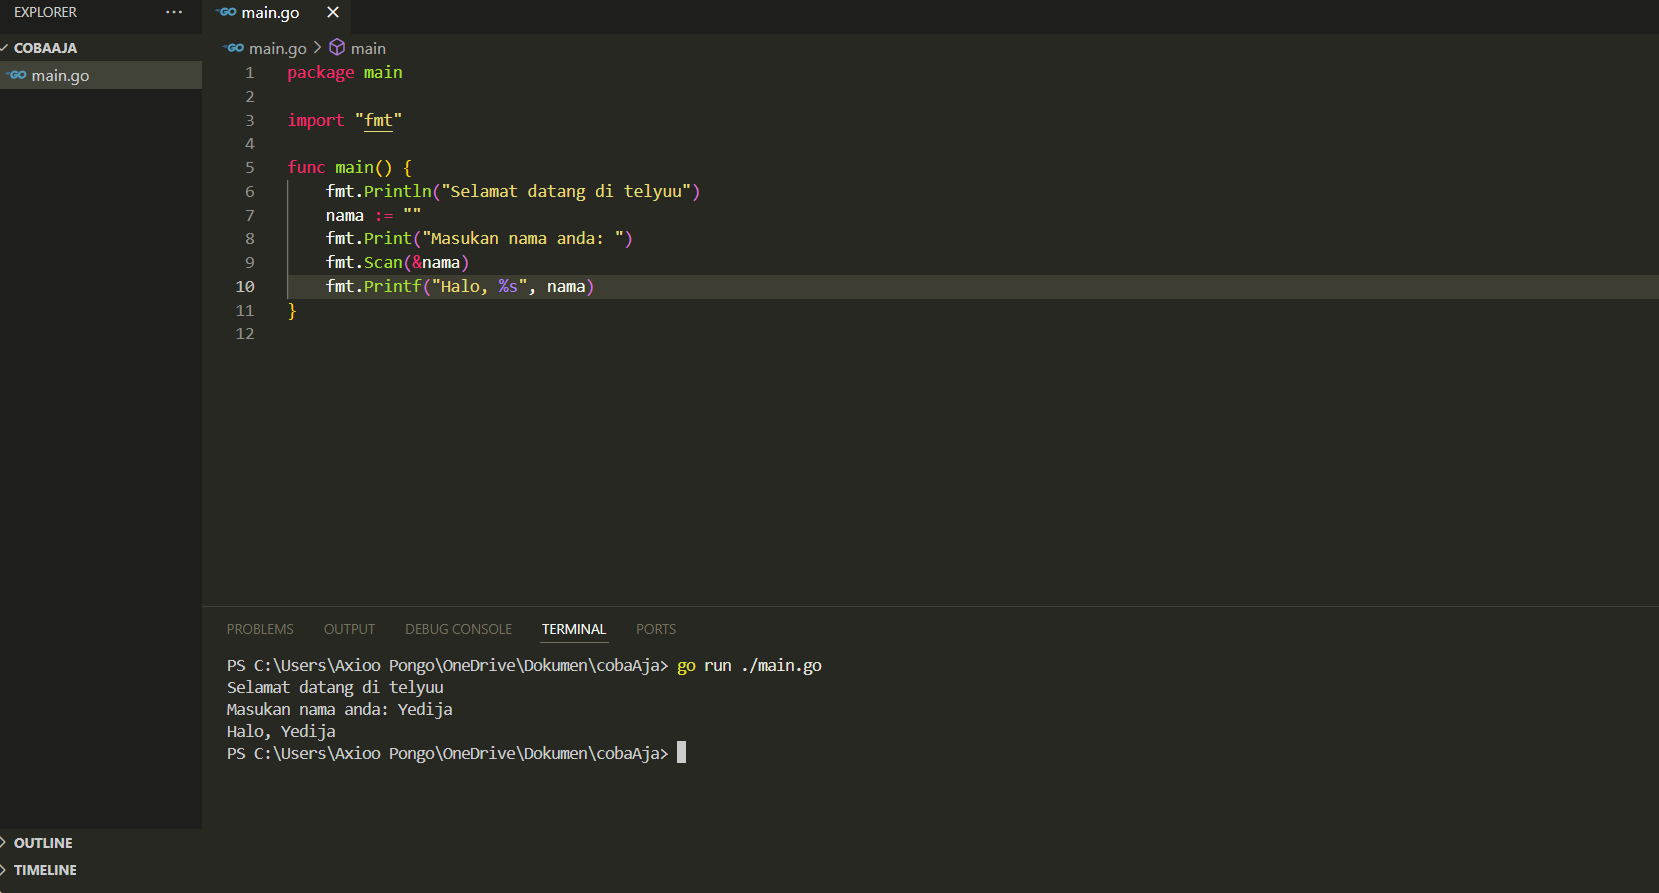 EXPLORER ...
COBAAJA
GO main.go
GO main.go ✕
GO main.go > main
1 package main
2
3 import "fmt"
4
5 func main() {
6     fmt.Println("Selamat datang di telyuu")
7     nama := ""
8     fmt.Print("Masukan nama anda: ")
9     fmt.Scan(&nama)
10     fmt.Printf("Halo, %s", nama)
11 }
12
PROBLEMS OUTPUT DEBUG CONSOLE TERMINAL PORTS
PS C:\Users\Axioo Pongo\OneDrive\Dokumen\cobaAja> go run ./main.go
Selamat datang di telyuu
Masukan nama anda: Yedija
Halo, Yedija
PS C:\Users\Axioo Pongo\OneDrive\Dokumen\cobaAja>
OUTLINE
TIMELINE